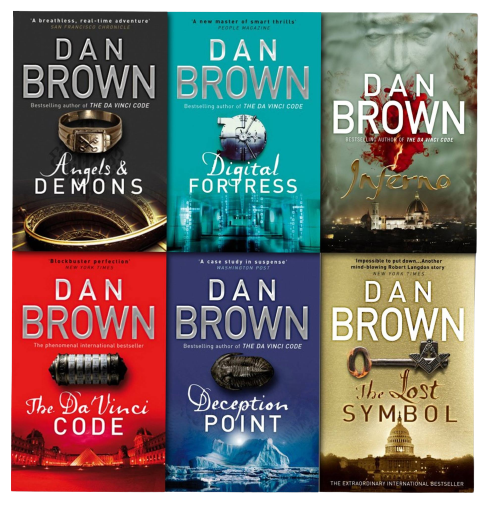 'A breathless, real-time adventure'
SAN FRANCISCO CHRONICLE
DAN
BROWN
Bestselling author of THE DA VINCI CODE
Angels &
DEMONS
'A new master of smart thrills'
PEOPLE MAGAZINE
DAN
BROWN
Bestselling author of THE DA VINCI CODE
Digital
FORTRESS
DAN
BROWN
BESTSELLING AUTHOR OF THE DA VINCI CODE
Inferno
'Blockbuster perfection'
NEW YORK TIMES
DAN
BROWN
The phenomenal international bestseller
The Da Vinci
CODE
'A case study in suspense'
WASHINGTON POST
DAN
BROWN
Bestselling author of THE DA VINCI CODE
Deception
POINT
Impossible to put down...Another
mind-blowing Robert Langdon story
NEW YORK TIMES
DAN
BROWN
The Lost
SYMBOL
THE EXTRAORDINARY INTERNATIONAL BESTSELLER